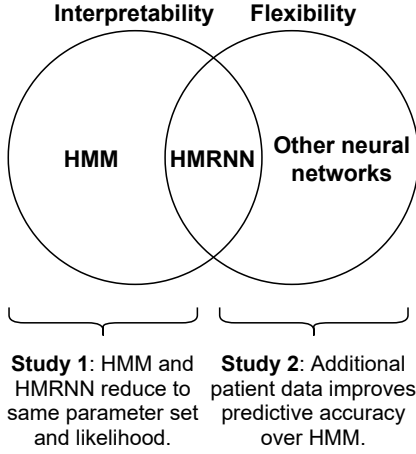 Interpretability Flexibility
HMM HMRNN Other neural
networks
Study 1: HMM and
HMRNN reduce to
same parameter set
and likelihood.
Study 2: Additional
patient data improves
predictive accuracy
over HMM.